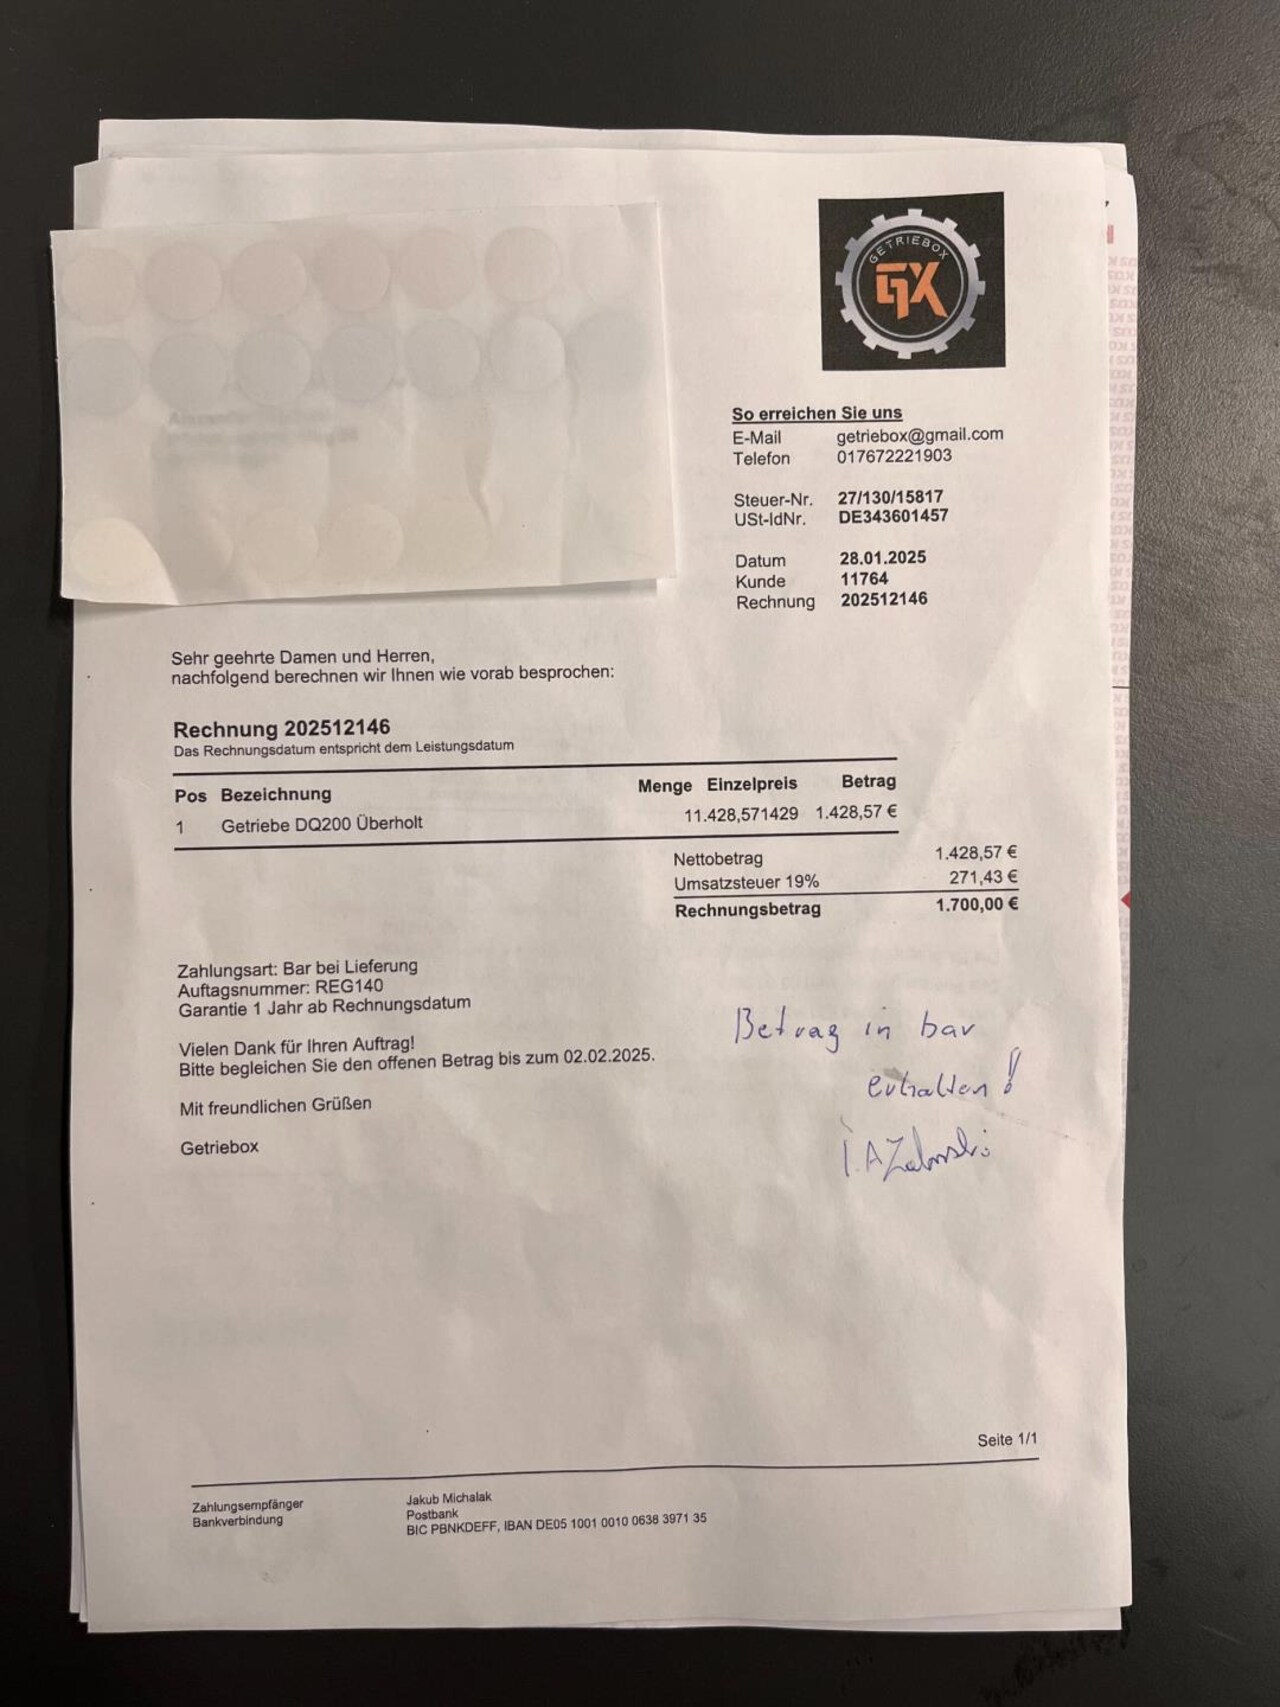 GETRIEBOX
GX
So erreichen Sie uns
E-Mail getriebox@gmail.com
Telefon 017672221903
Steuer-Nr. 27/130/15817
USt-IdNr. DE343601457
Datum 28.01.2025
Kunde 11764
Rechnung 202512146
Sehr geehrte Damen und Herren,
nachfolgend berechnen wir Ihnen wie vorab besprochen:
Rechnung 202512146
Das Rechnungsdatum entspricht dem Leistungsdatum
Pos Bezeichnung Menge Einzelpreis Betrag
1 Getriebe DQ200 Überholt 11.428,571429 1.428,57 €
Nettobetrag 1.428,57 €
Umsatzsteuer 19% 271,43 €
Rechnungsbetrag 1.700,00 €
Zahlungsart: Bar bei Lieferung
Auftagsnummer: REG140
Garantie 1 Jahr ab Rechnungsdatum
Betrag in bar
erhalten!
i.A
Vielen Dank für Ihren Auftrag!
Bitte begleichen Sie den offenen Betrag bis zum 02.02.2025.
Mit freundlichen Grüßen
Getriebox
Seite 1/1
Zahlungsempfänger Jakub Michalak
Bankverbindung Postbank
BIC PBNKDEFF, IBAN DE05 1001 0010 0638 3971 35